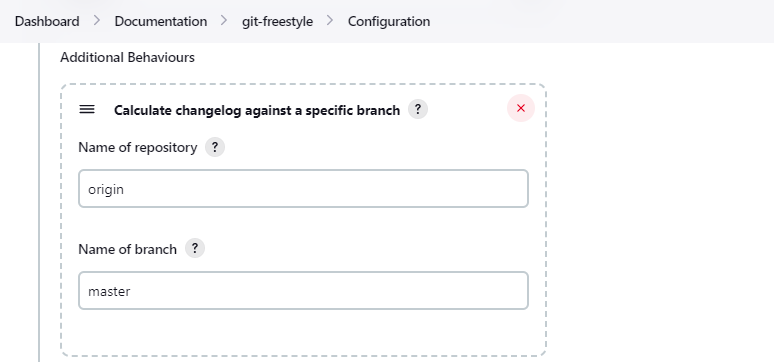 Dashboard > Documentation > git-freestyle > Configuration
Additional Behaviours
Calculate changelog against a specific branch ?
Name of repository ?
origin
Name of branch ?
master